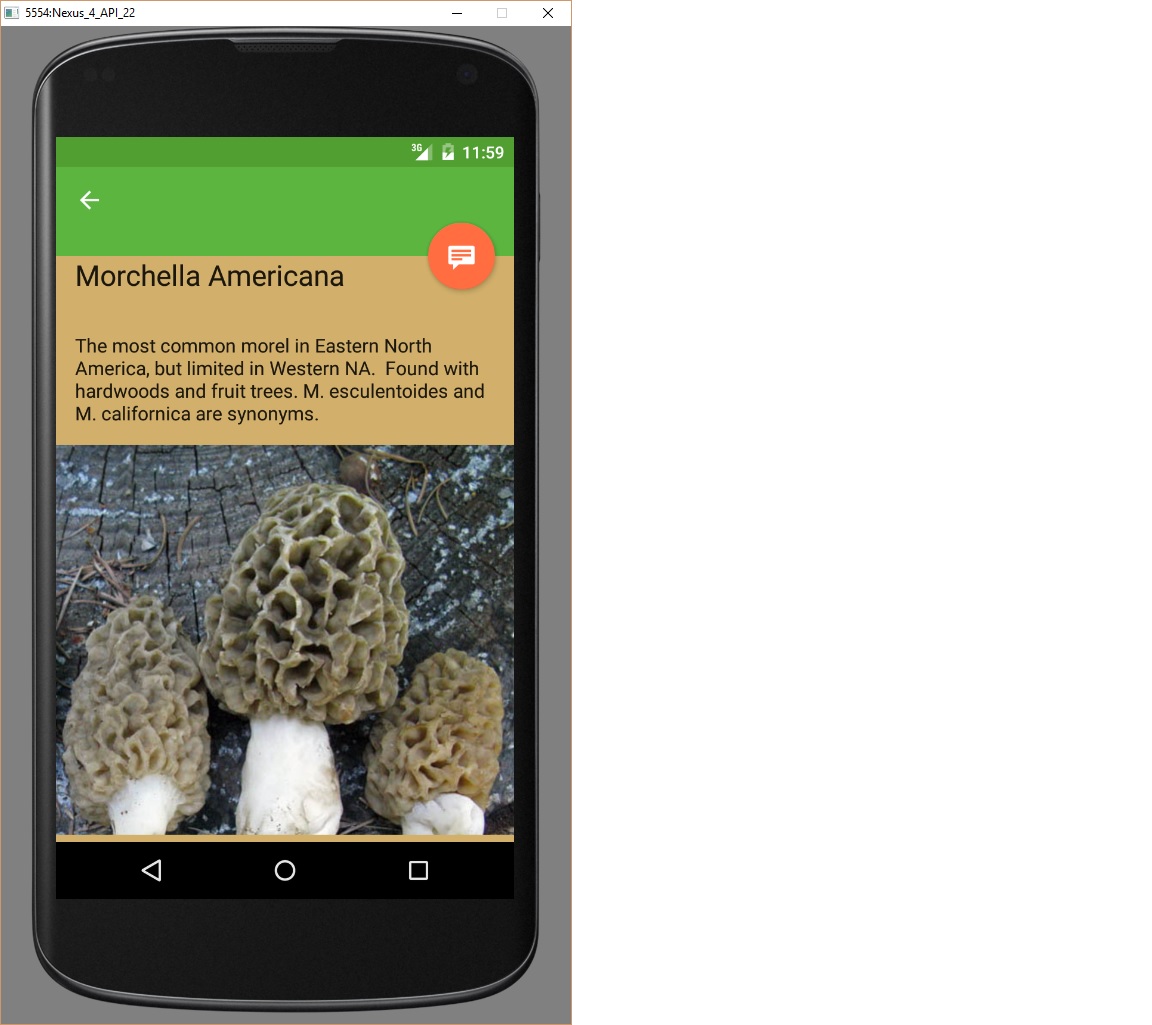 5554:Nexus_4_API_22
3G 11:59
Morchella Americana
The most common morel in Eastern North
America, but limited in Western NA.  Found with
hardwoods and fruit trees. M. esculentoides and
M. californica are synonyms.